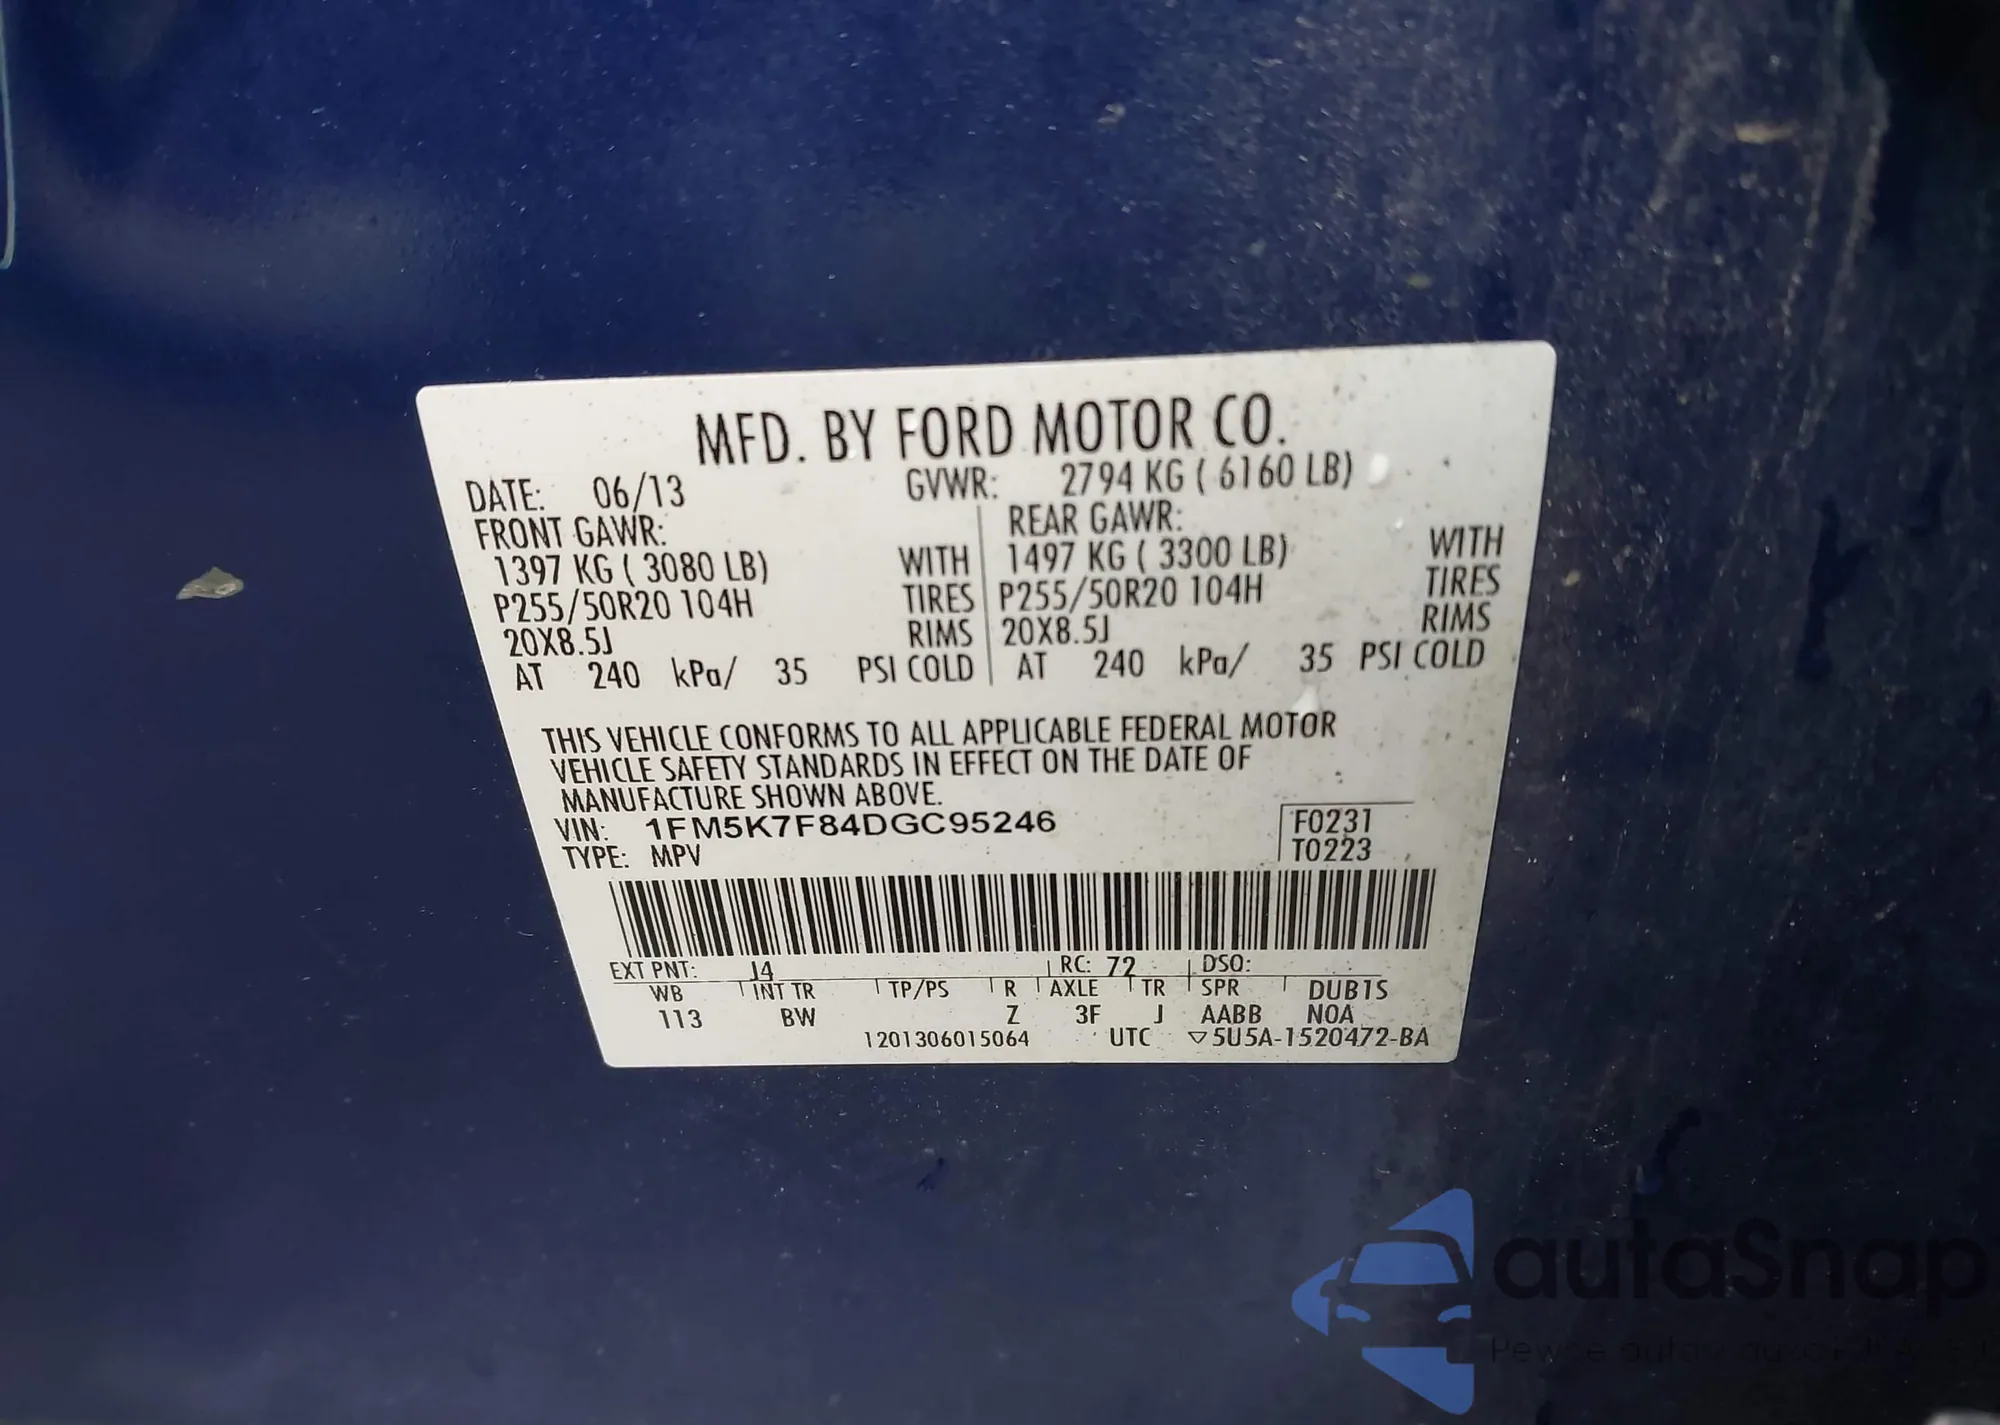 MFD. BY FORD MOTOR CO.
DATE: 06/13 GVWR: 2794 KG ( 6160 LB)
FRONT GAWR: REAR GAWR:
1397 KG ( 3080 LB) WITH 1497 KG ( 3300 LB) WITH
P255/50R20 104H TIRES P255/50R20 104H TIRES
20X8.5J RIMS 20X8.5J RIMS
AT 240 kPa/ 35 PSI COLD AT 240 kPa/ 35 PSI COLD
THIS VEHICLE CONFORMS TO ALL APPLICABLE FEDERAL MOTOR
VEHICLE SAFETY STANDARDS IN EFFECT ON THE DATE OF
MANUFACTURE SHOWN ABOVE.
VIN: 1FM5K7F84DGC95246 F0231
TYPE: MPV T0223
EXT PNT: J4 RC: 72 DSO:
WB INT TR TP/PS R AXLE TR SPR DUB1S
113 BW Z 3F J AABB NOA
1201306015064 UTC ▽5U5A-1520472-BA
autaSnap